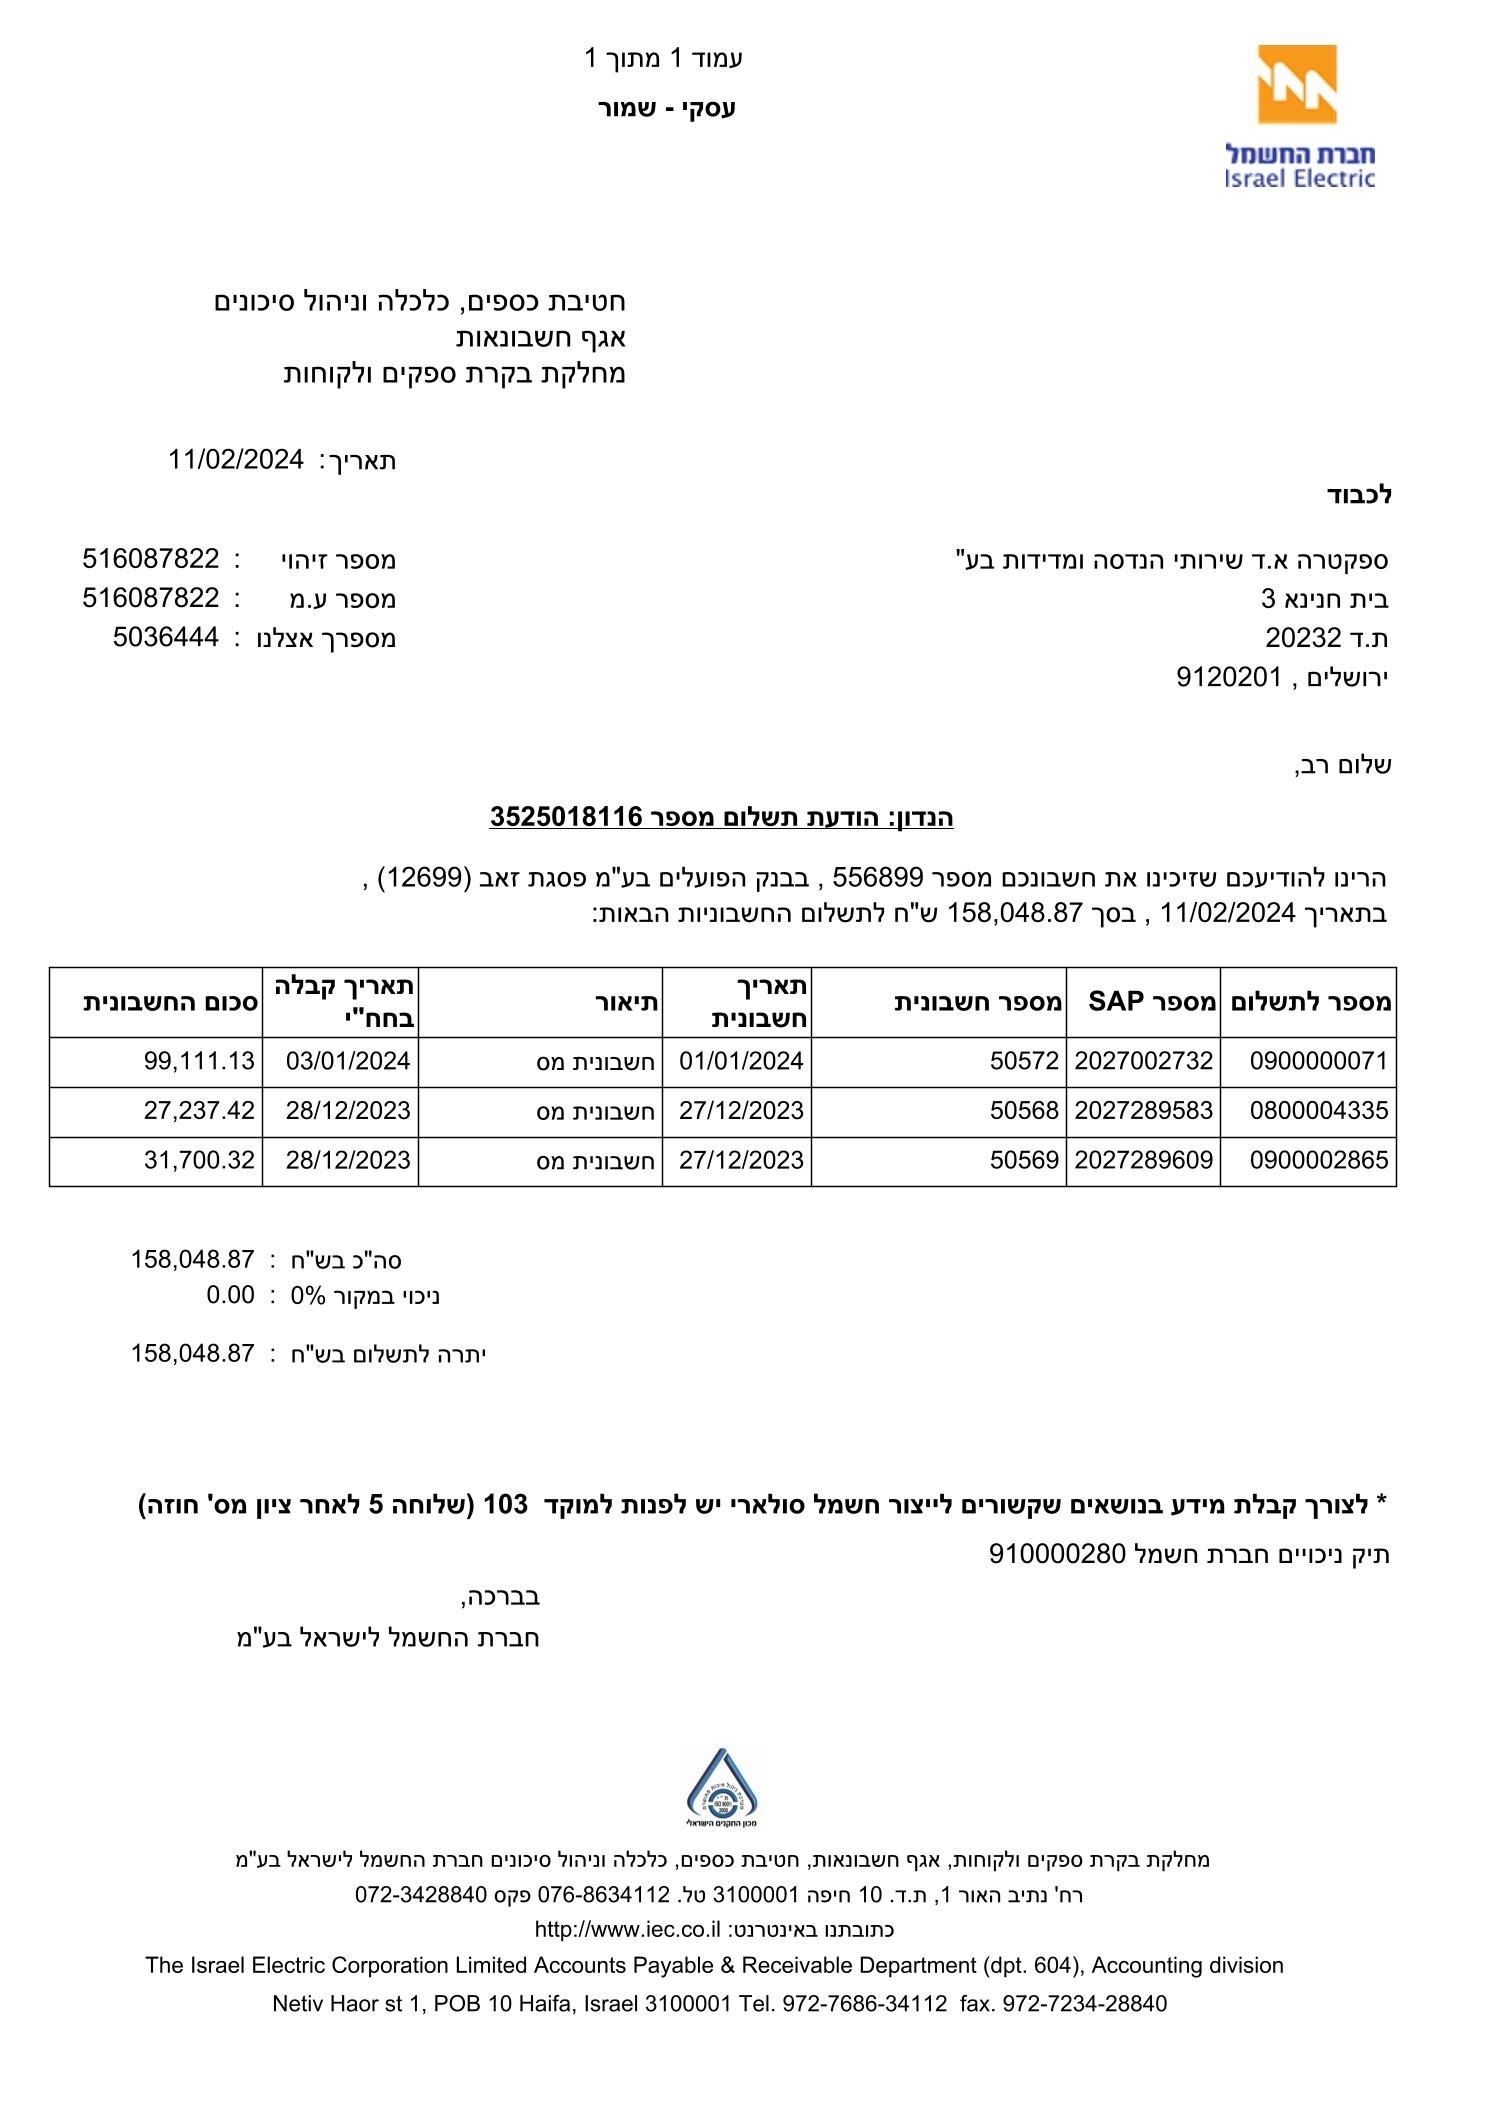 עמוד 1 מתוך 1
עסקי - שמור
חברת החשמל
Israel Electric
חטיבת כספים, כלכלה וניהול סיכונים
אגף חשבונאות
מחלקת בקרת ספקים ולקוחות
תאריך: 11/02/2024
לכבוד
ספקטרה א.ד שירותי הנדסה ומדידות בע"
מספר זיהוי : 516087822
בית חנינא 3
מספר ע.מ : 516087822
ת.ד 20232
מספרך אצלנו : 5036444
ירושלים , 9120201
שלום רב,
הנדון: הודעת תשלום מספר 3525018116
הרינו להודיעכם שזיכינו את חשבונכם מספר 556899 , בבנק הפועלים בע"מ פסגת זאב (12699) ,
בתאריך 11/02/2024 , בסך 158,048.87 ש"ח לתשלום החשבוניות הבאות:
מספר לתשלום מספר SAP מספר חשבונית תאריך חשבונית תיאור תאריך קבלה בחח"י סכום החשבונית
0900000071 2027002732 50572 01/01/2024 חשבונית מס 03/01/2024 99,111.13
0800004335 2027289583 50568 27/12/2023 חשבונית מס 28/12/2023 27,237.42
0900002865 2027289609 50569 27/12/2023 חשבונית מס 28/12/2023 31,700.32
סה"כ בש"ח : 158,048.87
ניכוי במקור 0% : 0.00
יתרה לתשלום בש"ח : 158,048.87
* לצורך קבלת מידע בנושאים שקשורים לייצור חשמל סולארי יש לפנות למוקד 103 (שלוחה 5 לאחר ציון מס' חוזה)
תיק ניכויים חברת חשמל 910000280
בברכה,
חברת החשמל לישראל בע"מ
ISO 9001
2008
מכון התקנים הישראלי
מחלקת בקרת ספקים ולקוחות, אגף חשבונאות, חטיבת כספים, כלכלה וניהול סיכונים חברת החשמל לישראל בע"מ
רח' נתיב האור 1, ת.ד. 10 חיפה 3100001 טל. 076-8634112 פקס 072-3428840
כתובתנו באינטרנט: http://www.iec.co.il
The Israel Electric Corporation Limited Accounts Payable & Receivable Department (dpt. 604), Accounting division
Netiv Haor st 1, POB 10 Haifa, Israel 3100001 Tel. 972-7686-34112 fax. 972-7234-28840